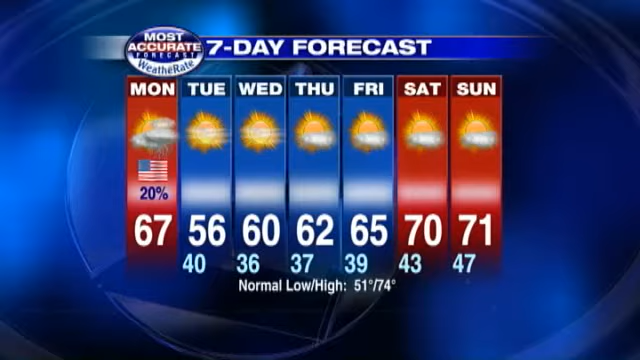 MOST
ACCURATE
FORECAST
WeatheRate
7-DAY FORECAST
MON TUE WED THU FRI SAT SUN
20%
67 56 60 62 65 70 71
40 36 37 39 43 47
Normal Low/High: 51°/74°